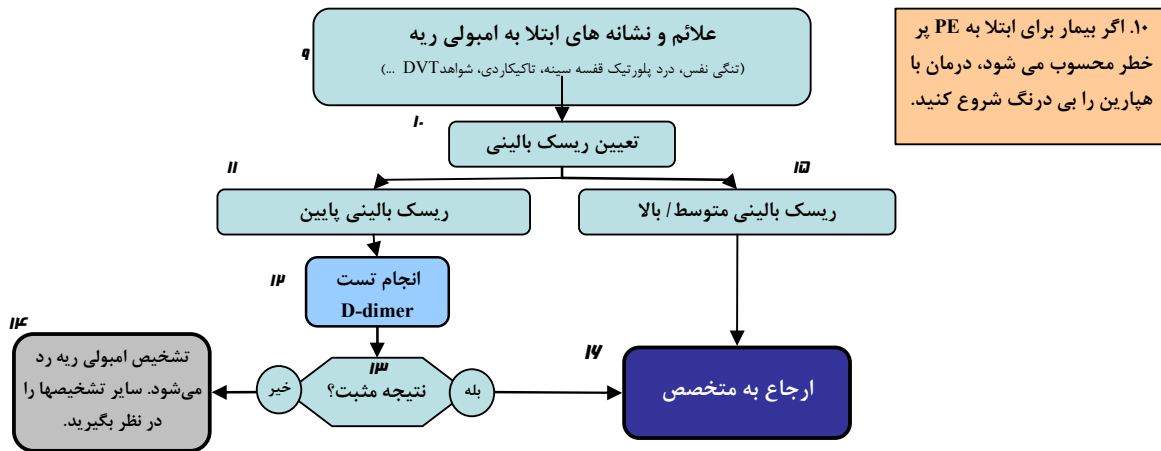 ۹
علائم و نشانه های ابتلا به امبولی ریه
(تنگی نفس، درد پلورتیک قفسه سینه، تاکیکاردی، شواهد DVT ...)
۱۰. اگر بیمار برای ابتلا به PE پر
خطر محسوب می شود، درمان با
هپارین را بی درنگ شروع کنید.
۱۰
تعیین ریسک بالینی
۱۵
ریسک بالینی متوسط/ بالا
۱۱
ریسک بالینی پایین
۱۲
انجام تست
D-dimer
۱۳
نتیجه مثبت؟
بله
خیر
۱۴
تشخیص امبولی ریه رد
می‌شود. سایر تشخیصها را
در نظر بگیرید.
۱۶
ارجاع به متخصص